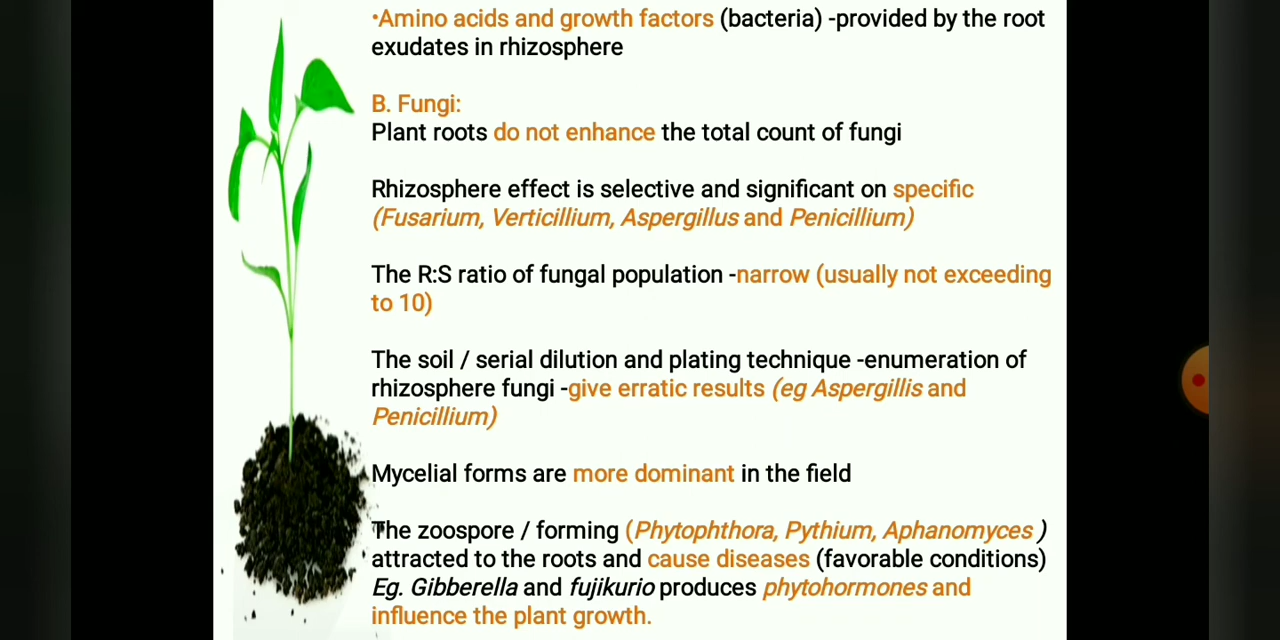 •Amino acids and growth factors (bacteria) -provided by the root
exudates in rhizosphere
B. Fungi:
Plant roots do not enhance the total count of fungi
Rhizosphere effect is selective and significant on specific
(Fusarium, Verticillium, Aspergillus and Penicillium)
The R:S ratio of fungal population -narrow (usually not exceeding
to 10)
The soil / serial dilution and plating technique -enumeration of
rhizosphere fungi -give erratic results (eg Aspergillis and
Penicillium)
Mycelial forms are more dominant in the field
The zoospore / forming (Phytophthora, Pythium, Aphanomyces )
attracted to the roots and cause diseases (favorable conditions)
Eg. Gibberella and fujikurio produces phytohormones and
influence the plant growth.